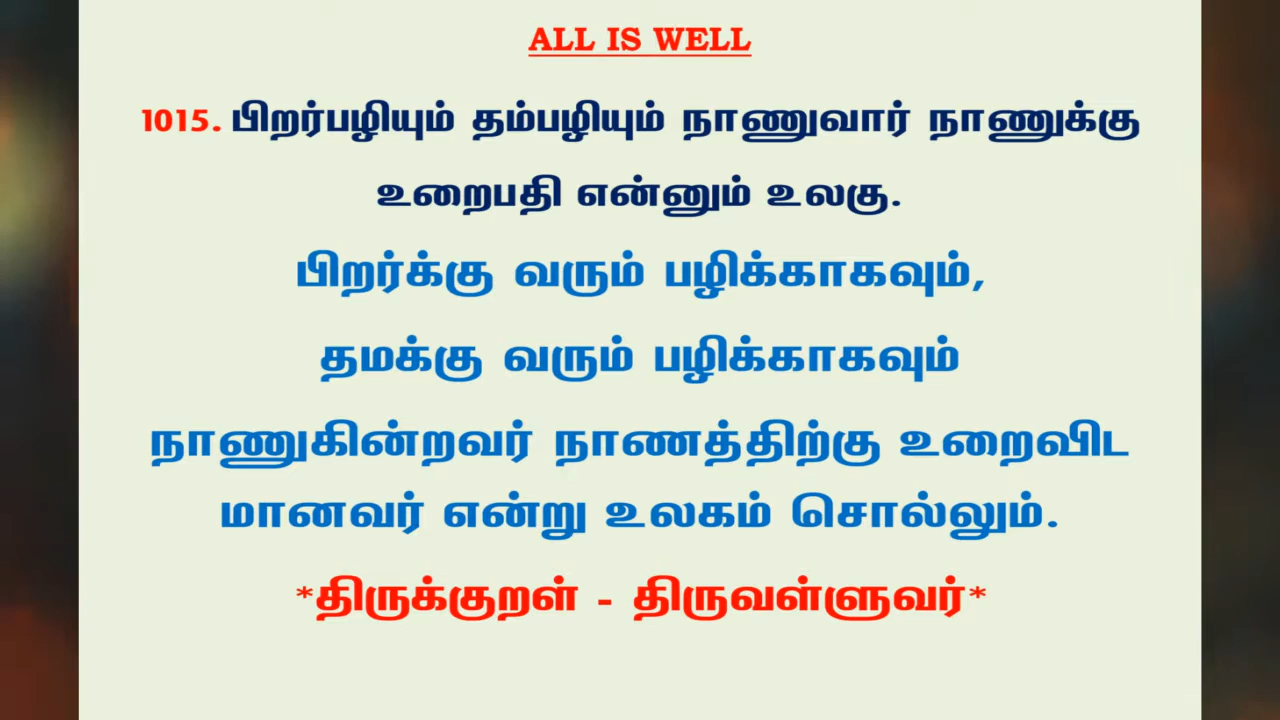 ALL IS WELL
1015. பிறர்பழியும் தம்பழியும் நாணுவார் நாணுக்கு
உறைபதி என்னும் உலகு.
பிறர்க்கு வரும் பழிக்காகவும்,
தமக்கு வரும் பழிக்காகவும்
நாணுகின்றவர் நாணத்திற்கு உறைவிட
மானவர் என்று உலகம் சொல்லும்.
*திருக்குறள் - திருவள்ளுவர்*